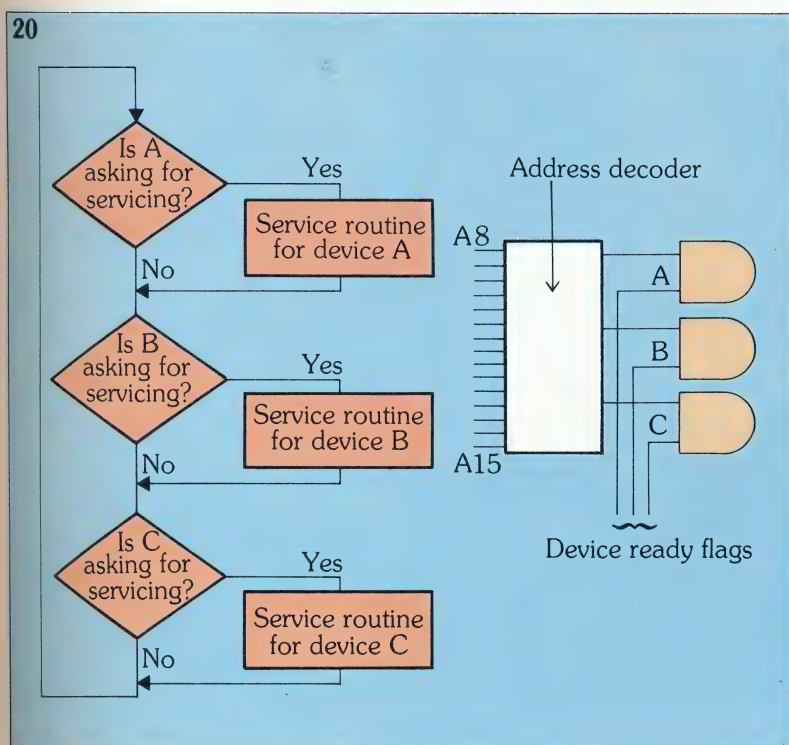 20
Is A
asking for
servicing?
Yes
Service routine
for device A
No
Is B
asking for
servicing?
Yes
Service routine
for device B
No
Is C
asking for
servicing?
Yes
Service routine
for device C
No
Address decoder
A8
A15
A
B
C
Device ready flags